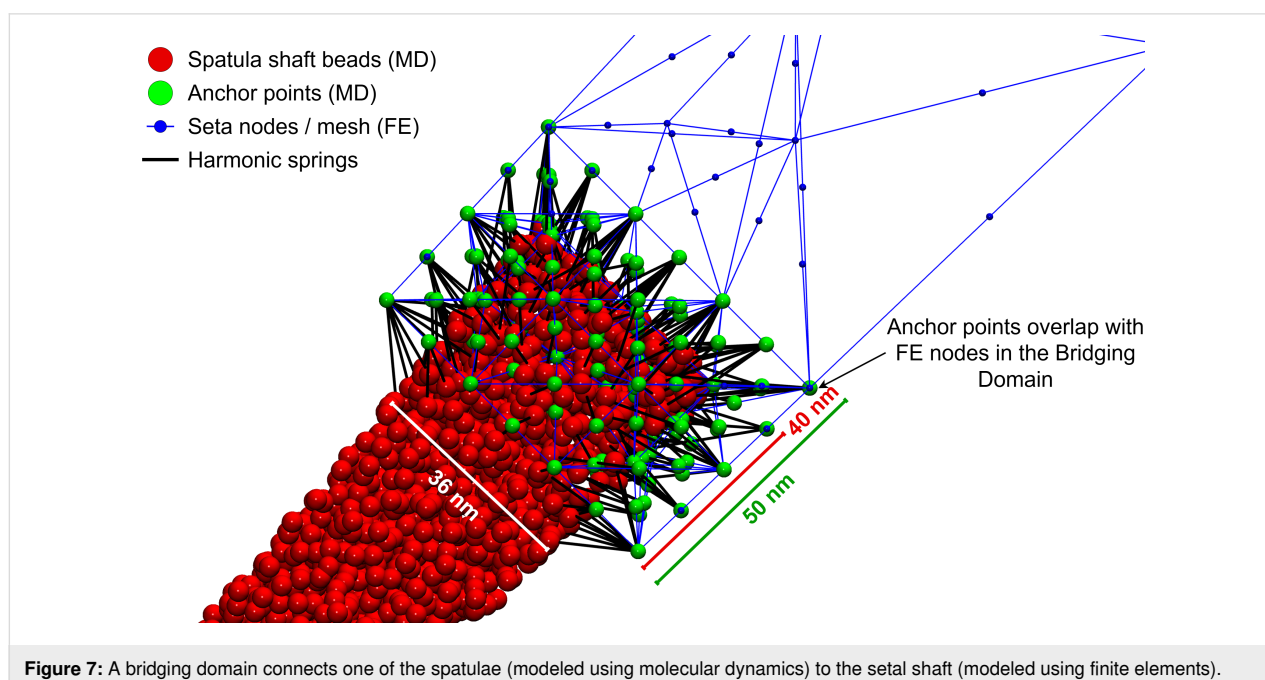 Spatula shaft beads (MD)
Anchor points (MD)
Seta nodes / mesh (FE)
Harmonic springs
Anchor points overlap with
FE nodes in the Bridging
Domain
40 nm
36 nm
50 nm
Figure 7: A bridging domain connects one of the spatulae (modeled using molecular dynamics) to the setal shaft (modeled using finite elements).